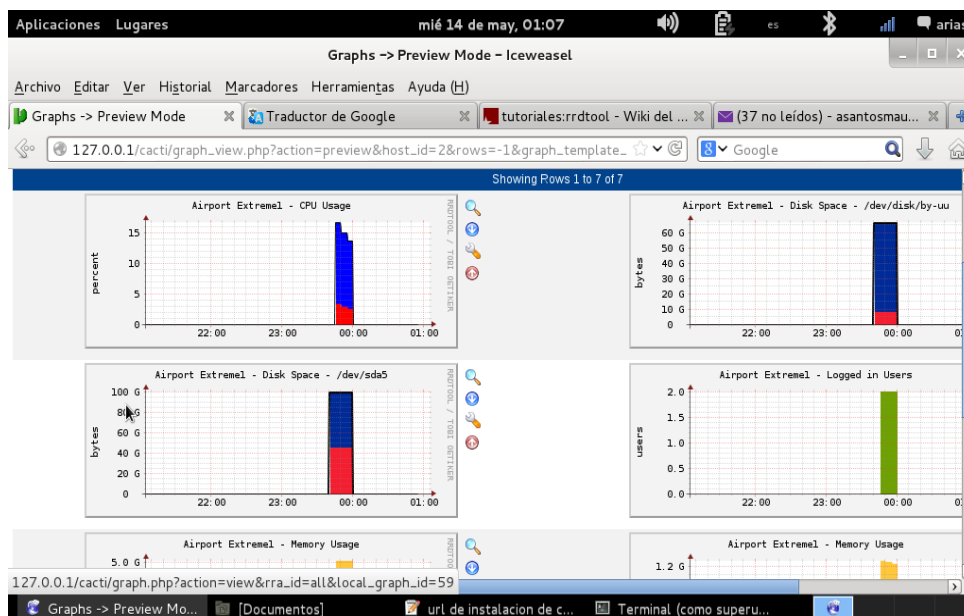 Aplicaciones Lugares mié 14 de may, 01:07 es arias
Graphs -> Preview Mode - Iceweasel
Archivo Editar Ver Historial Marcadores Herramientas Ayuda (H)
Graphs -> Preview Mode Traductor de Google tutoriales:rrdtool - Wiki del ... (37 no leídos) - asantosmau...
127.0.0.1/cacti/graph_view.php?action=preview&host_id=2&rows=-1&graph_template_ Google
Showing Rows 1 to 7 of 7
Airport Extremel - CPU Usage
percent
15
10
5
0
22:00 23:00 00:00 01:00
RRDTOOL / TOBI OETIKER
Airport Extremel - Disk Space - /dev/disk/by-uu
bytes
60 G
50 G
40 G
30 G
20 G
10 G
0
22:00 23:00 00:00 0
Airport Extremel - Disk Space - /dev/sda5
bytes
100 G
80 G
60 G
40 G
20 G
0
22:00 23:00 00:00 01:00
RRDTOOL / TOBI OETIKER
Airport Extremel - Logged in Users
users
2.0
1.5
1.0
0.5
0.0
22:00 23:00 00:00 0
Airport Extremel - Memory Usage
5.0 G
RRDTOO
Airport Extremel - Memory Usage
1.2 G
127.0.0.1/cacti/graph.php?action=view&rra_id=all&local_graph_id=59
Graphs -> Preview Mo... [Documentos] url de instalacion de c... Terminal (como superu...